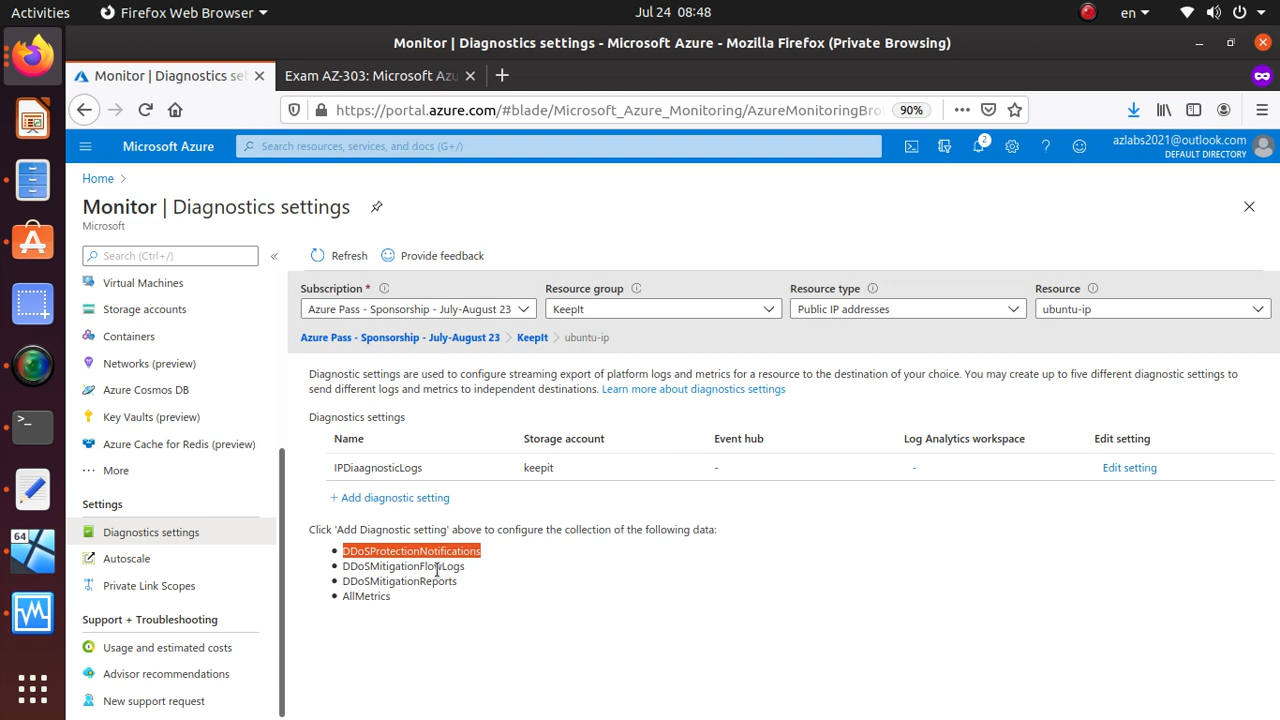 Activities
Firefox Web Browser
Jul 24 08:48
en
Monitor | Diagnostics settings - Microsoft Azure - Mozilla Firefox (Private Browsing)
Monitor | Diagnostics set
Exam AZ-303: Microsoft Azu
https://portal.azure.com/#blade/Microsoft_Azure_Monitoring/AzureMonitoringBro
90%
Microsoft Azure
Search resources, services, and docs (G+/)
2
azlabs2021@outlook.com
DEFAULT DIRECTORY
Home
Monitor | Diagnostics settings
Microsoft
Search (Ctrl+/)
Refresh
Provide feedback
Virtual Machines
Storage accounts
Containers
Networks (preview)
Azure Cosmos DB
Key Vaults (preview)
Azure Cache for Redis (preview)
More
Settings
Diagnostics settings
Autoscale
Private Link Scopes
Support + Troubleshooting
Usage and estimated costs
Advisor recommendations
New support request
Subscription *
Resource group
Resource type
Resource
Azure Pass - Sponsorship - July-August 23
KeepIt
Public IP addresses
ubuntu-ip
Azure Pass - Sponsorship - July-August 23 > KeepIt > ubuntu-ip
Diagnostic settings are used to configure streaming export of platform logs and metrics for a resource to the destination of your choice. You may create up to five different diagnostic settings to
send different logs and metrics to independent destinations. Learn more about diagnostics settings
Diagnostics settings
Name Storage account Event hub Log Analytics workspace Edit setting
IPDiaagnosticLogs keepit - - Edit setting
+ Add diagnostic setting
Click 'Add Diagnostic setting' above to configure the collection of the following data:
• DDoSProtectionNotifications
• DDoSMitigationFlowLogs
• DDoSMitigationReports
• AllMetrics
64